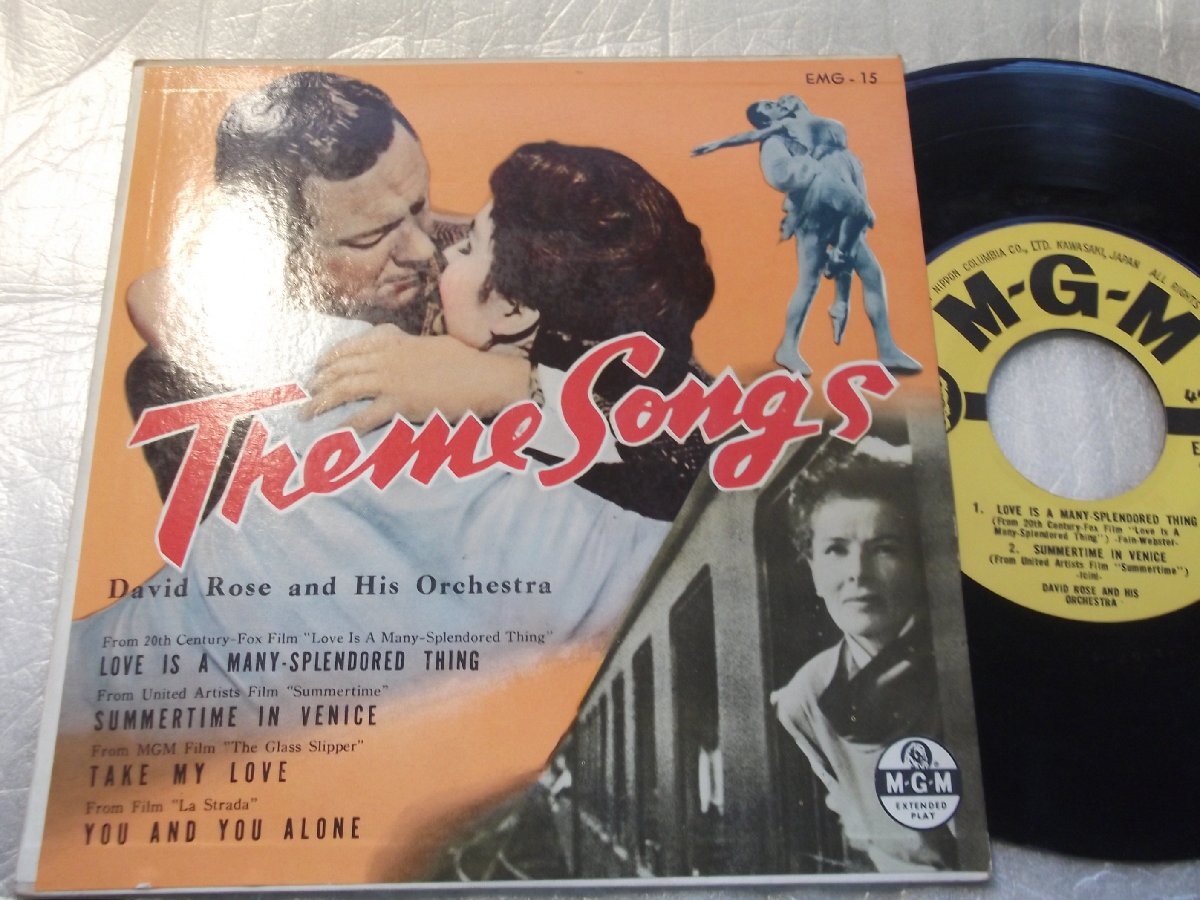 EMG - 15
Theme Songs
David Rose and His Orchestra
From 20th Century-Fox Film "Love Is A Many-Splendored Thing"
LOVE IS A MANY-SPLENDORED THING
From United Artists Film "Summertime"
SUMMERTIME IN VENICE
From MGM Film "The Glass Slipper"
TAKE MY LOVE
From Film "La Strada"
YOU AND YOU ALONE
M-G-M
EXTENDED
PLAY
NIPPON COLUMBIA CO., LTD. KAWASAKI, JAPAN ALL RIGHTS
M-G-M
1. LOVE IS A MANY-SPLENDORED THING
(From 20th Century-Fox Film "Love Is A
Many-Splendored Thing") -Fain-Webster-
2. SUMMERTIME IN VENICE
(From United Artists Film "Summertime")
-Icini-
DAVID ROSE AND HIS
ORCHESTRA